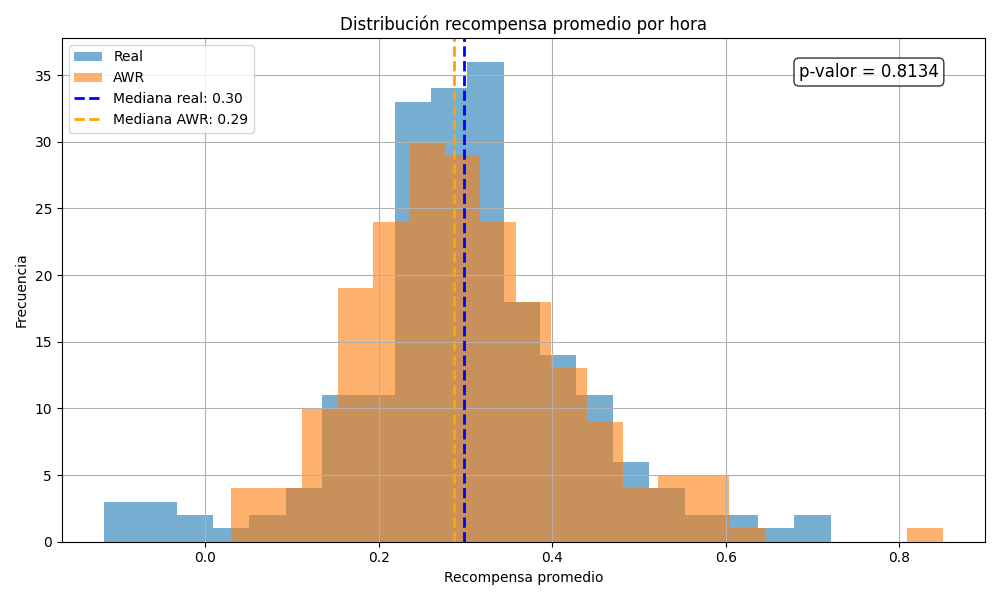 Distribución recompensa promedio por hora
Real
AWR
Mediana real: 0.30
Mediana AWR: 0.29
p-valor = 0.8134
Frecuencia
35
30
25
20
15
10
5
0
0.0
0.2
0.4
0.6
0.8
Recompensa promedio